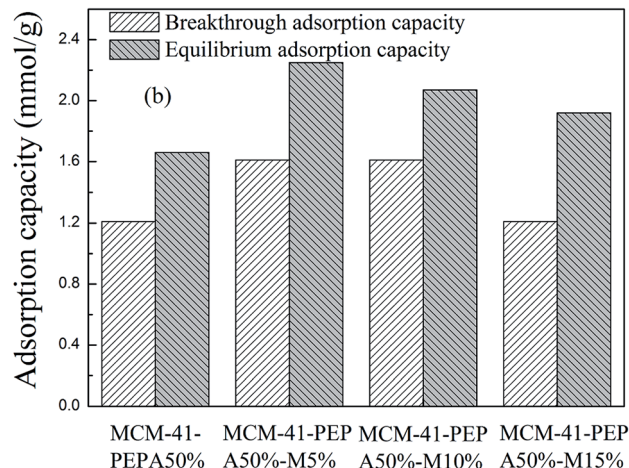 Breakthrough adsorption capacity
Equilibrium adsorption capacity
(b)
Adsorption capacity (mmol/g)
2.4
2.0
1.6
1.2
0.8
0.4
0.0
MCM-41-
PEPA50%
MCM-41-PEP
A50%-M5%
MCM-41-PEP
A50%-M10%
MCM-41-PEP
A50%-M15%